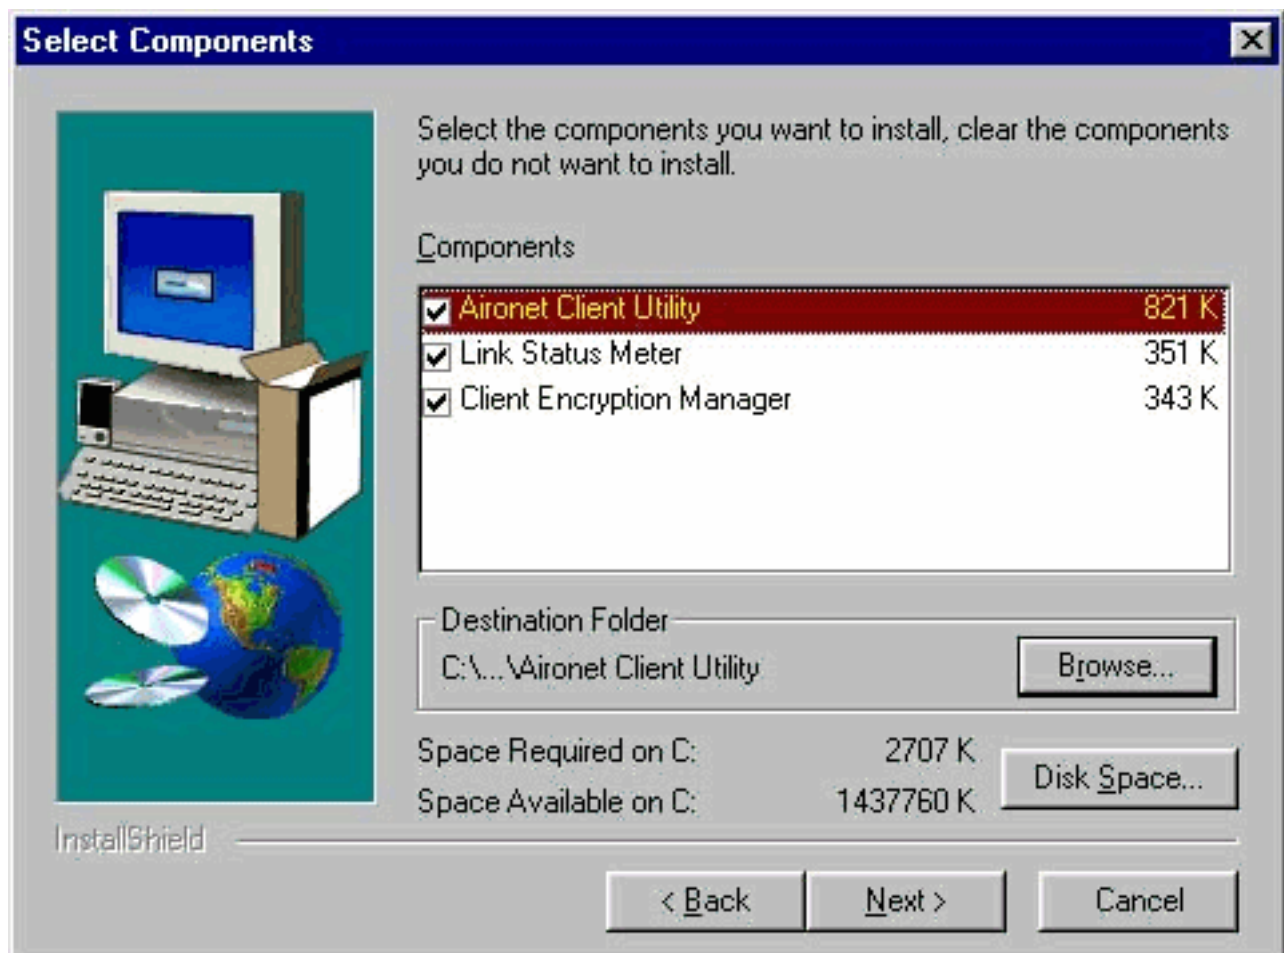 Select Components
Select the components you want to install, clear the components
you do not want to install.
Components
Aironet Client Utility 821 K
Link Status Meter 351 K
Client Encryption Manager 343 K
Destination Folder
C:\...\Aironet Client Utility Browse...
Space Required on C: 2707 K
Disk Space...
Space Available on C: 1437760 K
InstallShield
< Back Next > Cancel